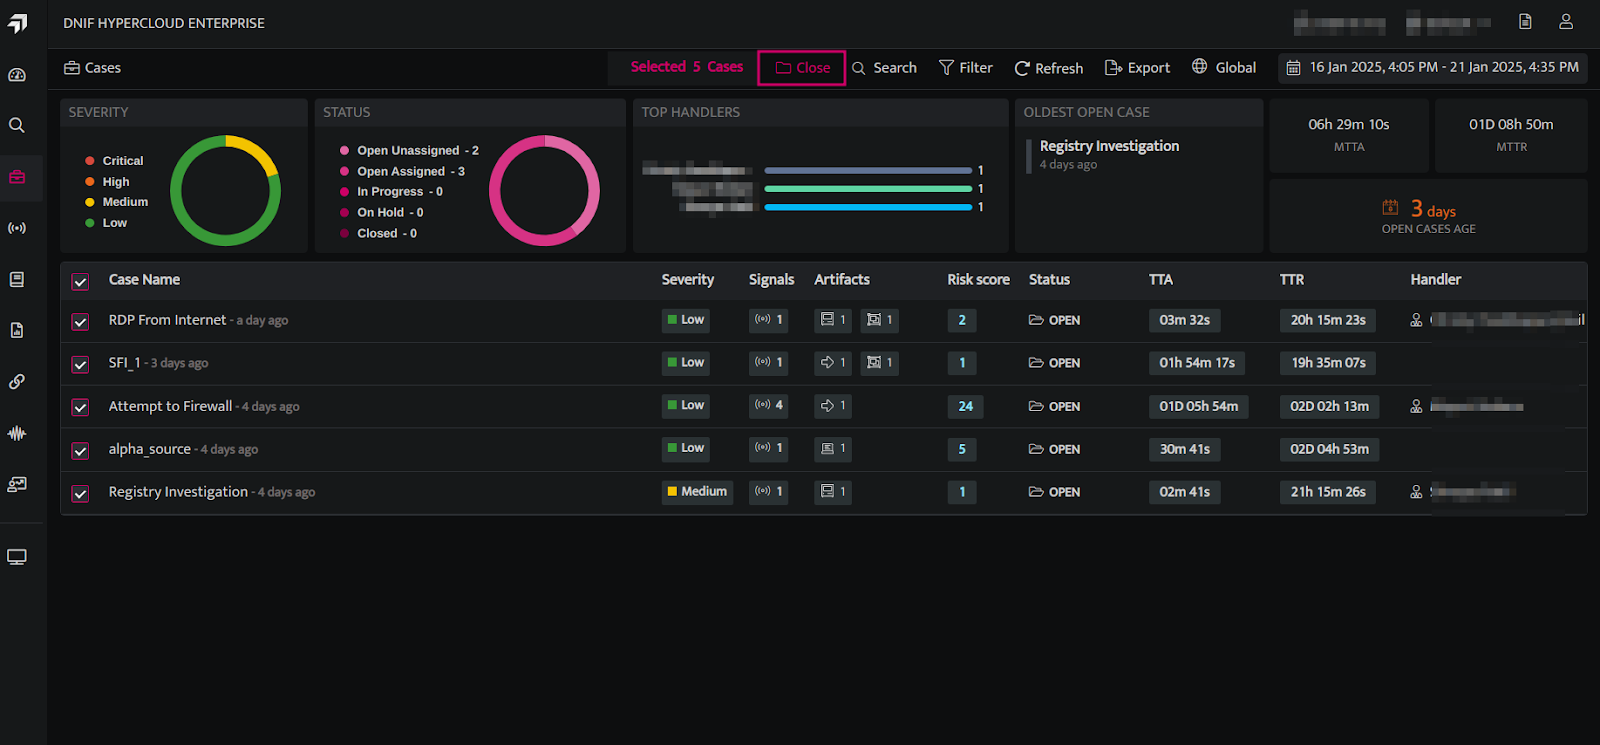 DNIF HYPERCLOUD ENTERPRISE
Cases
Selected 5 Cases
Close
Search
Filter
Refresh
Export
Global
16 Jan 2025, 4:05 PM - 21 Jan 2025, 4:35 PM
SEVERITY
Critical
High
Medium
Low
STATUS
Open Unassigned - 2
Open Assigned - 3
In Progress - 0
On Hold - 0
Closed - 0
TOP HANDLERS
1
1
1
OLDEST OPEN CASE
Registry Investigation
4 days ago
06h 29m 10s
MTTA
01D 08h 50m
MTTR
3 days
OPEN CASES AGE
Case Name Severity Signals Artifacts Risk score Status TTA TTR Handler
RDP From Internet - a day ago Low 1 1 1 2 OPEN 03m 32s 20h 15m 23s
SFI_1 - 3 days ago Low 1 1 1 1 OPEN 01h 54m 17s 19h 35m 07s
Attempt to Firewall - 4 days ago Low 4 1 24 OPEN 01D 05h 54m 02D 02h 13m
alpha_source - 4 days ago Low 1 1 5 OPEN 30m 41s 02D 04h 53m
Registry Investigation - 4 days ago Medium 1 1 1 OPEN 02m 41s 21h 15m 26s